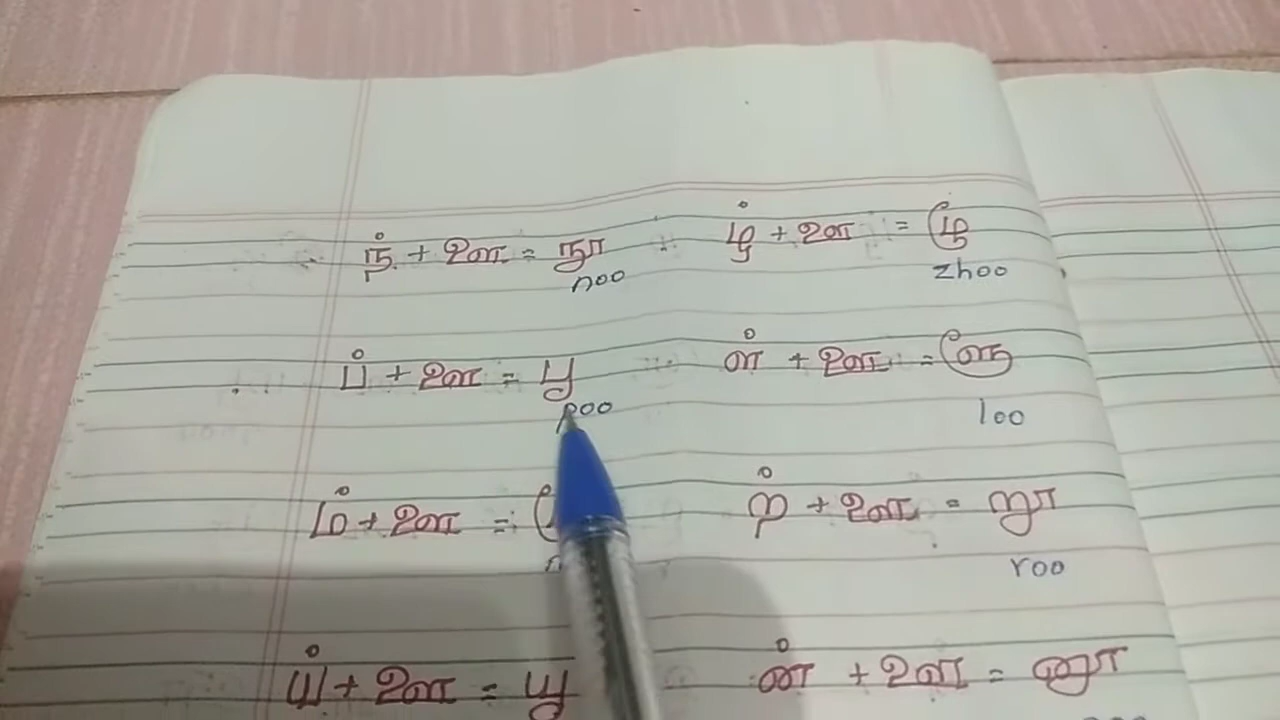 ந் + ஊ = நூ ழ் + ஊ = ழூ
noo zhoo
ப் + ஊ = பூ ள் + ஊ = ளூ
poo loo
ம் + ஊ = ற் + ஊ = றூ
roo
ய் + ஊ = யூ ன் + ஊ = னூ